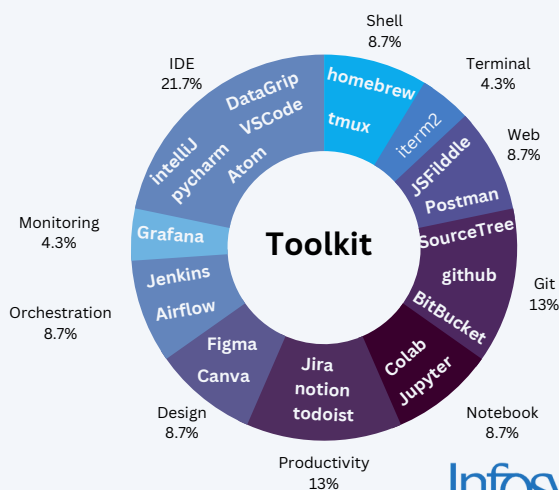 Shell
8.7%
Terminal
4.3%
Web
8.7%
Git
13%
Notebook
8.7%
Productivity
13%
Design
8.7%
Orchestration
8.7%
Monitoring
4.3%
IDE
21.7%
homebrew
tmux
iterm2
JSFilddle
Postman
SourceTree
github
BitBucket
Colab
Jupyter
Jira
notion
todoist
Figma
Canva
Jenkins
Airflow
Grafana
intelliJ
pycharm
Atom
DataGrip
VSCode
Toolkit